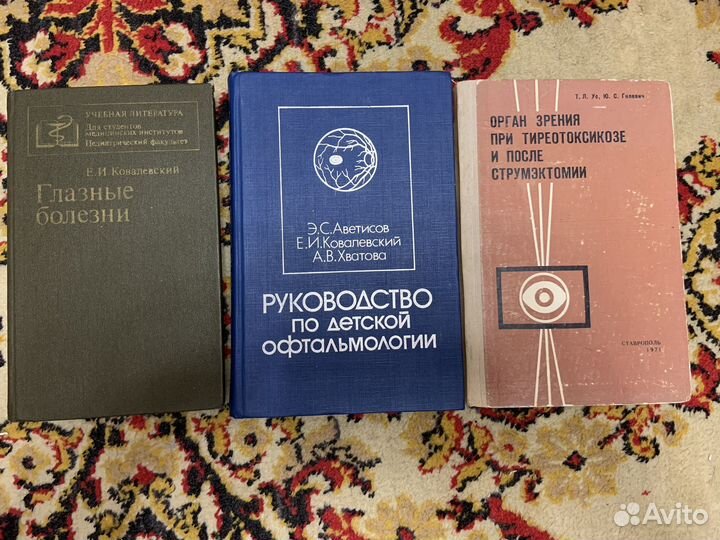 УЧЕБНАЯ ЛИТЕРАТУРА
Для студентов
медицинских институтов
Педиатрический факультет
Е. И. Ковалевский
Глазные
болезни
Э.С.Аветисов
Е.И.Ковалевский
А.В.Хватова
РУКОВОДСТВО
ПО ДЕТСКОЙ
ОФТАЛЬМОЛОГИИ
Т. Л. Ус, Ю. С. Гилевич
ОРГАН ЗРЕНИЯ
ПРИ ТИРЕОТОКСИКОЗЕ
И ПОСЛЕ
СТРУМЭКТОМИИ
СТАВРОПОЛЬ
1971
Avito